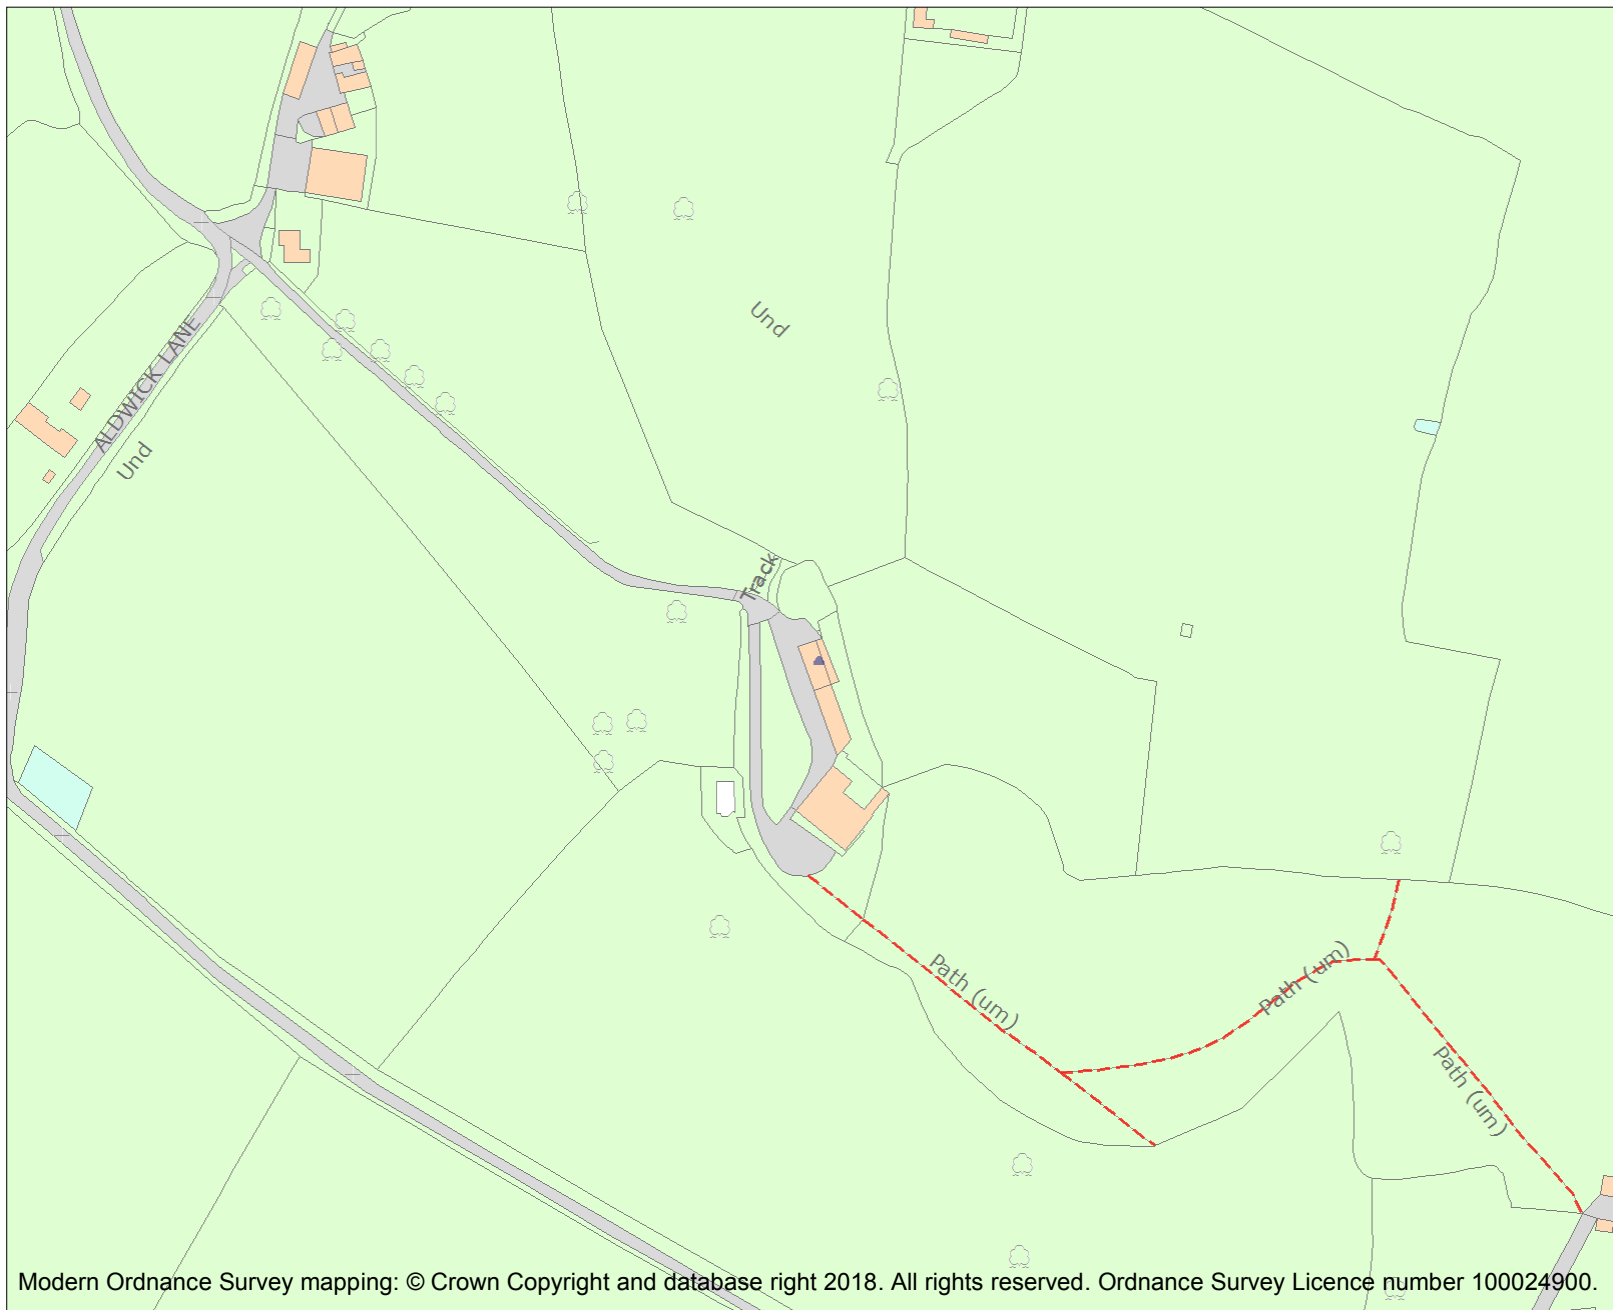 Und
ALDWICK LANE
Und
Track
Path (um)
Path (um)
Path (um)
Modern Ordnance Survey mapping: © Crown Copyright and database right 2018. All rights reserved. Ordnance Survey Licence number 100024900.